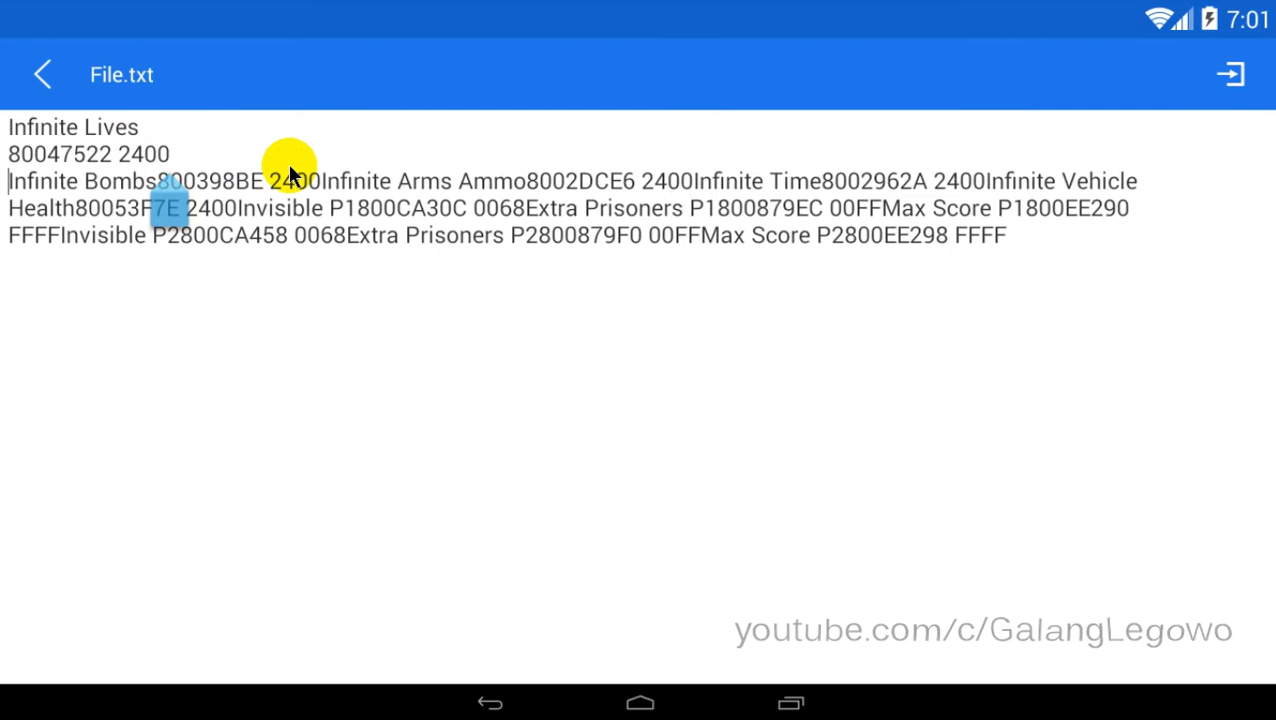 7:01
File.txt
Infinite Lives
80047522 2400
Infinite Bombs800398BE 2400Infinite Arms Ammo8002DCE6 2400Infinite Time8002962A 2400Infinite Vehicle
Health80053F7E 2400Invisible P1800CA30C 0068Extra Prisoners P1800879EC 00FFMax Score P1800EE290
FFFFInvisible P2800CA458 0068Extra Prisoners P2800879F0 00FFMax Score P2800EE298 FFFF
youtube.com/c/GalangLegowo